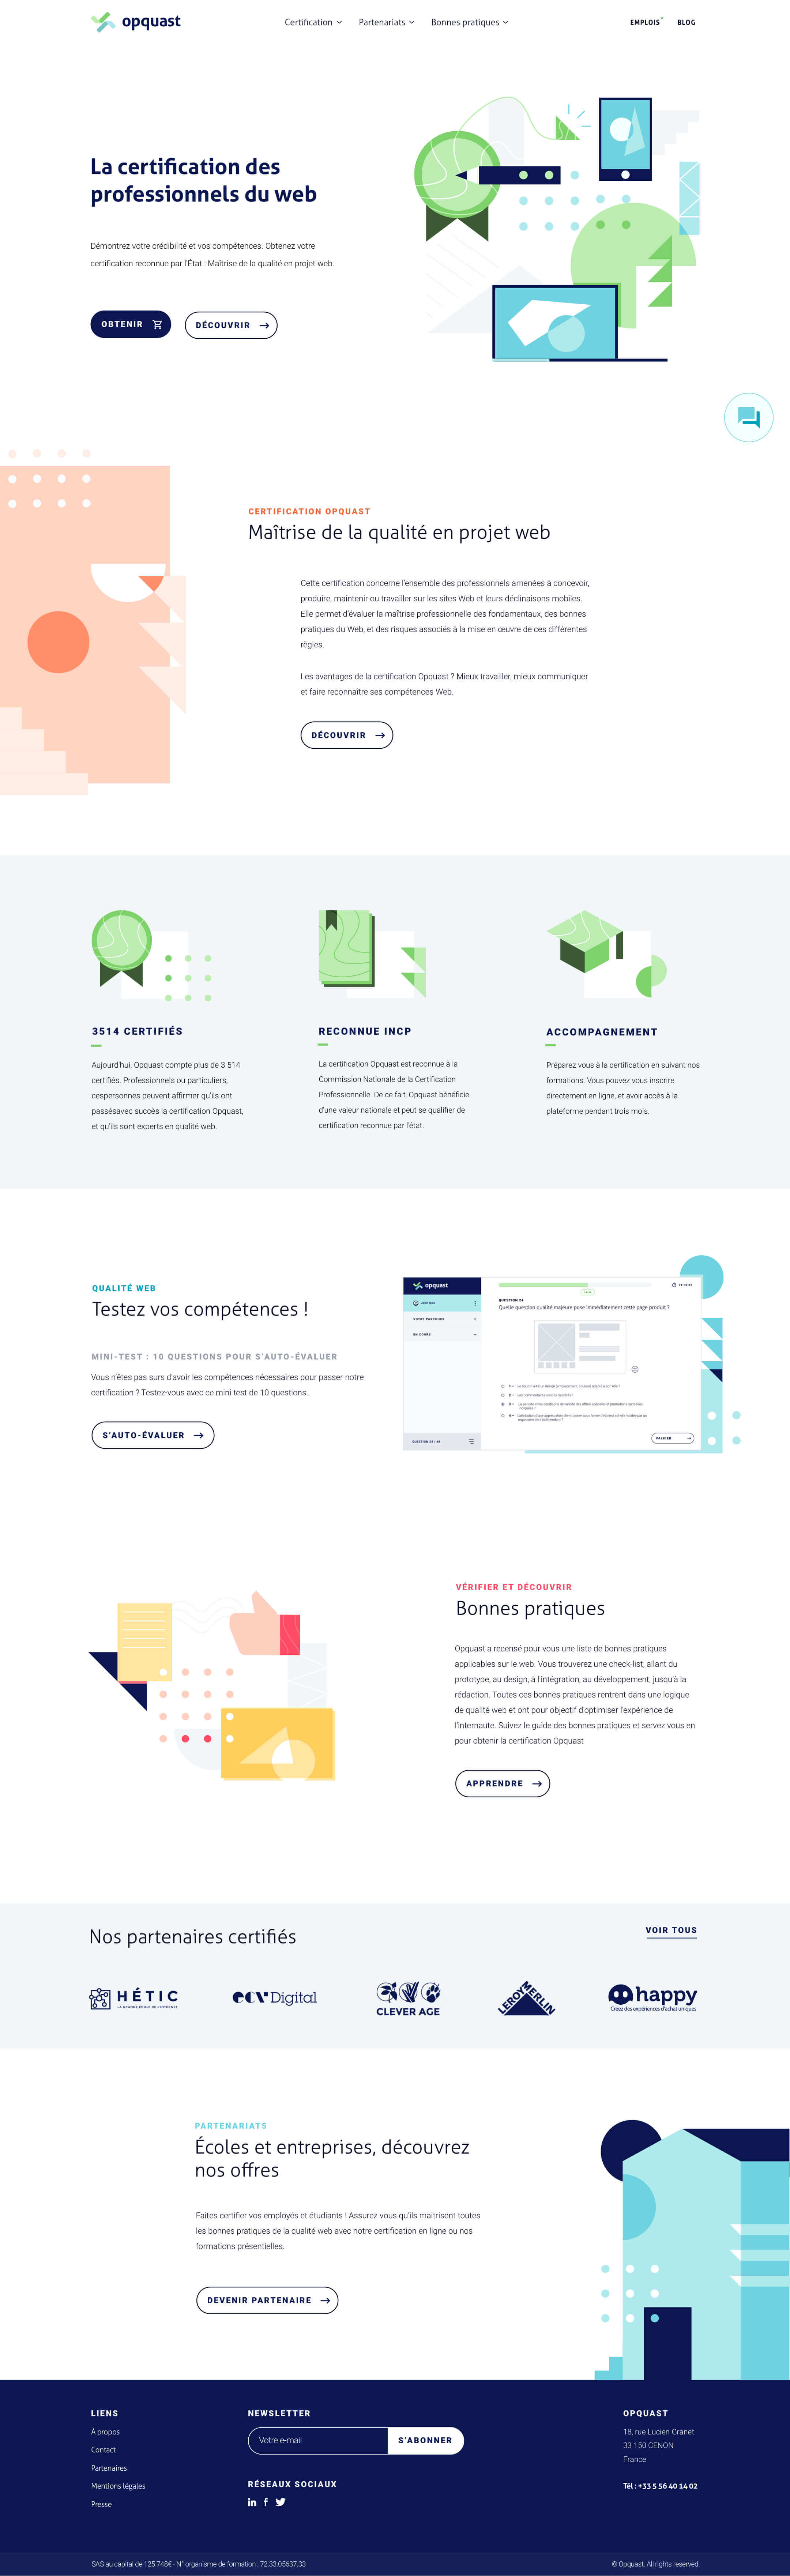 opquast
Certification
Partenariats
Bonnes pratiques
EMPLOIS
BLOG
La certification des
professionnels du web
Démontrez votre crédibilité et vos compétences. Obtenez votre
certification reconnue par l'État : Maîtrise de la qualité en projet web.
OBTENIR
DÉCOUVRIR
CERTIFICATION OPQUAST
Maîtrise de la qualité en projet web
Cette certification concerne l'ensemble des professionnels amenées à concevoir,
produire, maintenir ou travailler sur les sites Web et leurs déclinaisons mobiles.
Elle permet d'évaluer la maîtrise professionnelle des fondamentaux, des bonnes
pratiques du Web, et des risques associés à la mise en œuvre de ces différentes
règles.
Les avantages de la certification Opquast ? Mieux travailler, mieux communiquer
et faire reconnaître ses compétences Web.
DÉCOUVRIR
3514 CERTIFIÉS
Aujourd'hui, Opquast compte plus de 3 514
certifiés. Professionnels ou particuliers,
cespersonnes peuvent affirmer qu'ils ont
passésavec succès la certification Opquast,
et qu'ils sont experts en qualité web.
RECONNUE INCP
La certification Opquast est reconnue à la
Commission Nationale de la Certification
Professionnelle. De ce fait, Opquast bénéficie
d'une valeur nationale et peut se qualifier de
certification reconnue par l'état.
ACCOMPAGNEMENT
Préparez vous à la certification en suivant nos
formations. Vous pouvez vous inscrire
directement en ligne, et avoir accès à la
plateforme pendant trois mois.
QUALITÉ WEB
Testez vos compétences !
MINI-TEST : 10 QUESTIONS POUR S'AUTO-ÉVALUER
Vous n'êtes pas surs d'avoir les compétences nécessaires pour passer notre
certification ? Testez-vous avec ce mini test de 10 questions.
S'AUTO-ÉVALUER
opquast
John Doe
VOTRE PARCOURS
EN COURS
QUESTION 24
Quelle question qualité majeure pose immédiatement cette page produit ?
VALIDER
VÉRIFIER ET DÉCOUVRIR
Bonnes pratiques
Opquast a recensé pour vous une liste de bonnes pratiques
applicables sur le web. Vous trouverez une check-list, allant du
prototype, au design, à l'intégration, au développement, jusqu'à la
rédaction. Toutes ces bonnes pratiques rentrent dans une logique
de qualité web et ont pour objectif d'optimiser l'expérience de
l'internaute. Suivez le guide des bonnes pratiques et servez vous en
pour obtenir la certification Opquast
APPRENDRE
Nos partenaires certifiés
VOIR TOUS
HÉTIC
LA GRANDE ÉCOLE DE L'INTERNET
ecv Digital
CLEVER AGE
LEROY MERLIN
happy
Créez des expériences d'achat uniques
PARTENARIATS
Écoles et entreprises, découvrez
nos offres
Faites certifier vos employés et étudiants ! Assurez vous qu'ils maitrisent toutes
les bonnes pratiques de la qualité web avec notre certification en ligne ou nos
formations présentielles.
DEVENIR PARTENAIRE
LIENS
À propos
Contact
Partenaires
Mentions légales
Presse
NEWSLETTER
Votre e-mail
S'ABONNER
RÉSEAUX SOCIAUX
OPQUAST
18, rue Lucien Granet
33 150 CENON
France
Tél : +33 5 56 40 14 02
SAS au capital de 125 748€ - N° organisme de formation : 72.33.05637.33
© Opquast. All rights reserved.